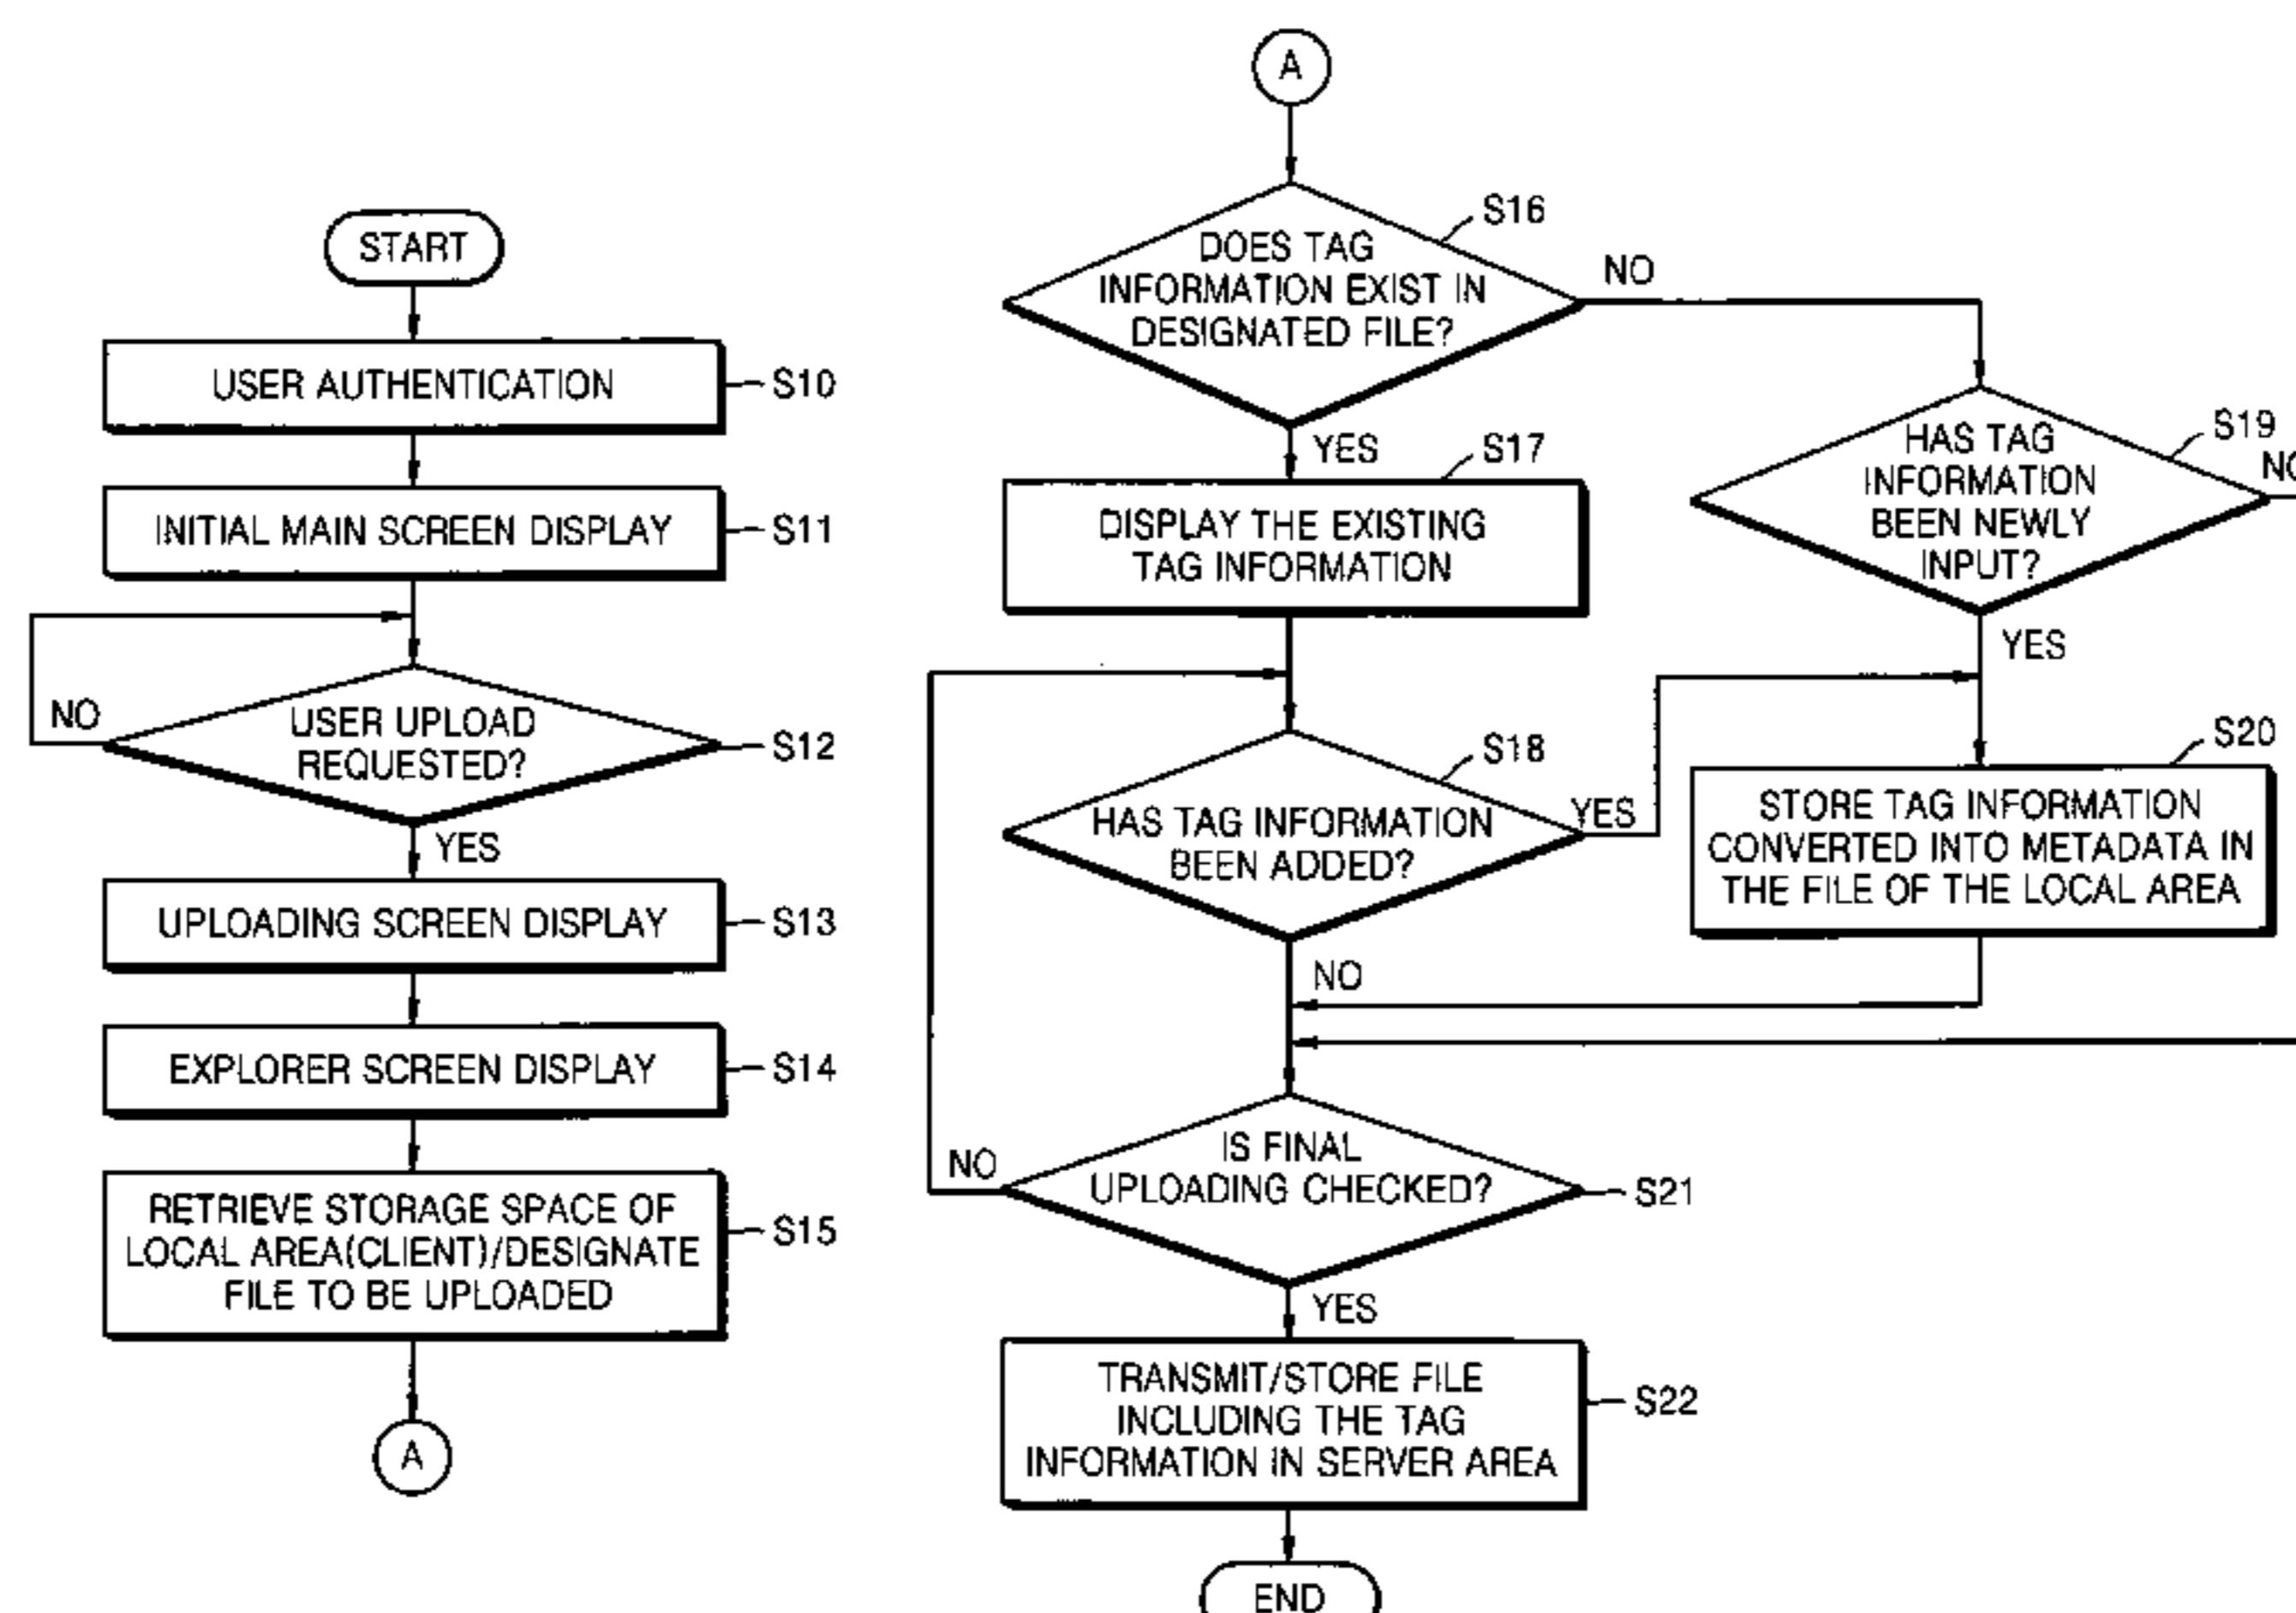 START
USER AUTHENTICATION
S10
INITIAL MAIN SCREEN DISPLAY
S11
NO
USER UPLOAD
REQUESTED?
S12
YES
UPLOADING SCREEN DISPLAY
S13
EXPLORER SCREEN DISPLAY
S14
RETRIEVE STORAGE SPACE OF
LOCAL AREA(CLIENT)/DESIGNATE
FILE TO BE UPLOADED
S15
A
A
S16
DOES TAG
INFORMATION EXIST IN
DESIGNATED FILE?
NO
YES
S17
DISPLAY THE EXISTING
TAG INFORMATION
S18
HAS TAG INFORMATION
BEEN ADDED?
YES
NO
S19
HAS TAG
INFORMATION
BEEN NEWLY
INPUT?
NO
YES
S20
STORE TAG INFORMATION
CONVERTED INTO METADATA IN
THE FILE OF THE LOCAL AREA
IS FINAL
UPLOADING CHECKED?
NO
S21
YES
TRANSMIT/STORE FILE
INCLUDING THE TAG
INFORMATION IN SERVER AREA
S22
END